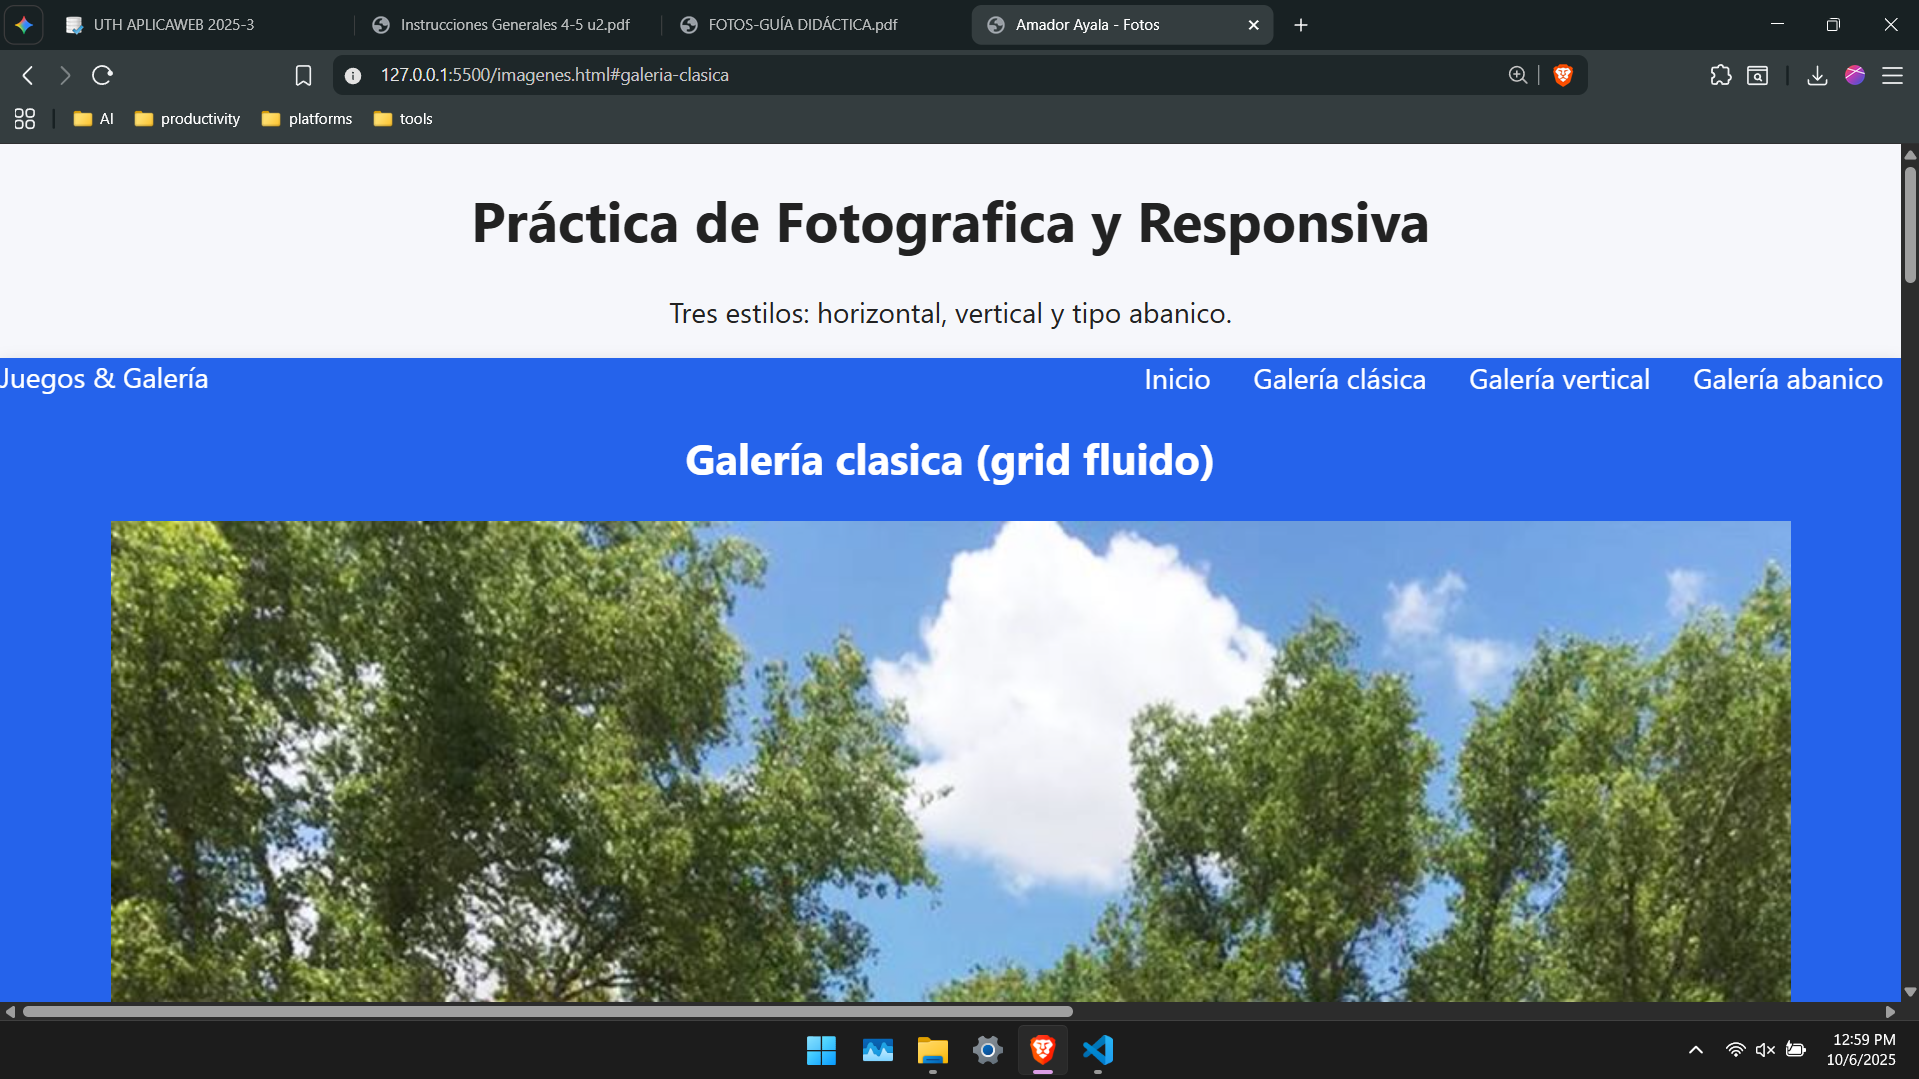 UTH APLICAWEB 2025-3
Instrucciones Generales 4-5 u2.pdf
FOTOS-GUÍA DIDÁCTICA.pdf
Amador Ayala - Fotos
127.0.0.1:5500/imagenes.html#galeria-clasica
AI
productivity
platforms
tools
Práctica de Fotografica y Responsiva
Tres estilos: horizontal, vertical y tipo abanico.
Juegos & Galería
Inicio
Galería clásica
Galería vertical
Galería abanico
Galería clasica (grid fluido)
12:59 PM
10/6/2025